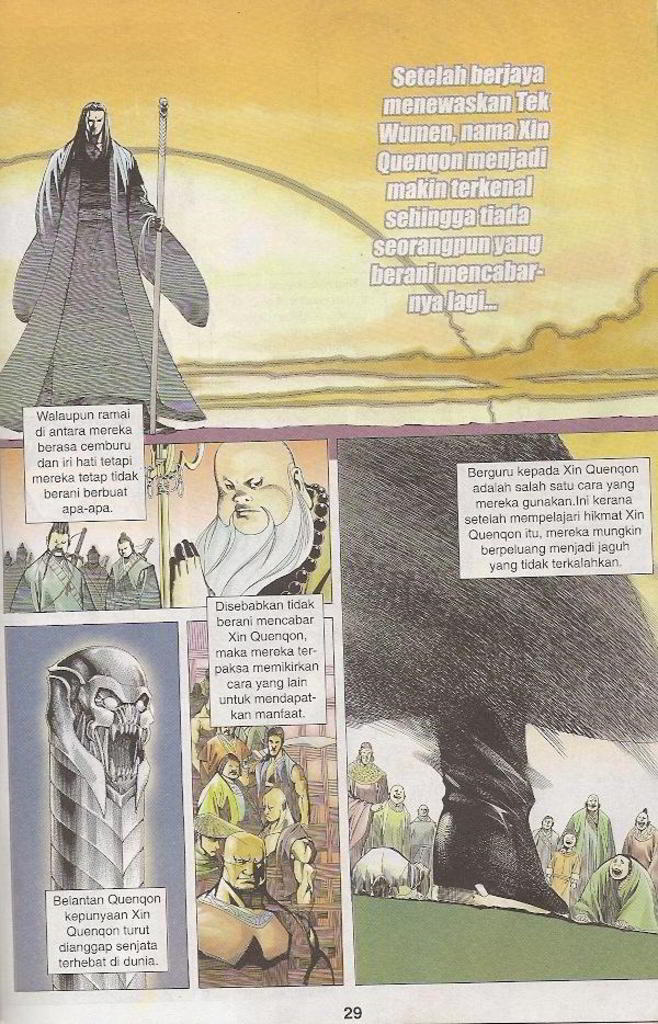 Setelah berjaya
menewaskan Tek
Wumen, nama Xin
Quenqon menjadi
makin terkenal
sehingga tiada
seorangpun yang
berani mencabar-
nya lagi...
Walaupun ramai
di antara mereka
berasa cemburu
dan iri hati tetapi
mereka tetap tidak
berani berbuat
apa-apa.
Berguru kepada Xin Quenqon
adalah salah satu cara yang
mereka gunakan.Ini kerana
setelah mempelajari hikmat Xin
Quenqon itu, mereka mungkin
berpeluang menjadi jaguh
yang tidak terkalahkan.
Disebabkan tidak
berani mencabar
Xin Quenqon,
maka mereka ter-
paksa memikirkan
cara yang lain
untuk mendapat-
kan manfaat.
Belantan Quenqon
kepunyaan Xin
Quenqon turut
dianggap senjata
terhebat di dunia.
29